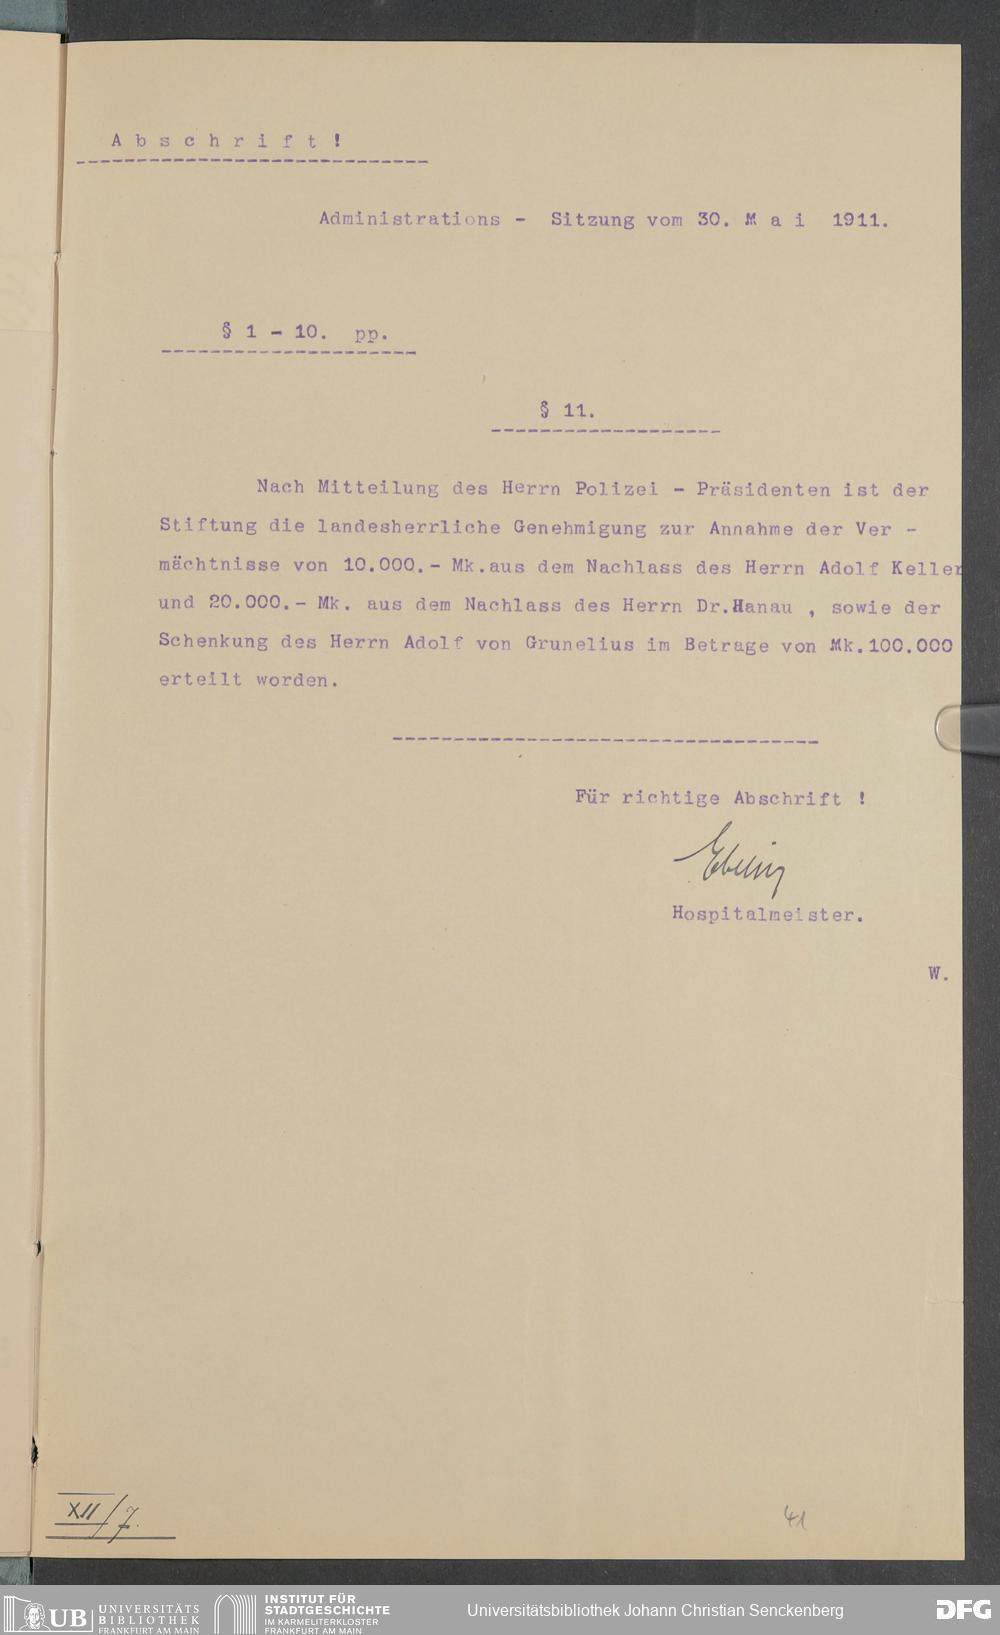 A b s c h r i f t !
Administrations - Sitzung vom 30. M a i 1911.
§ 1 - 10. pp.
§ 11.
Nach Mitteilung des Herrn Polizei - Präsidenten ist der
Stiftung die landesherrliche Genehmigung zur Annahme der Ver -
mächtnisse von 10.000.- Mk.aus dem Nachlass des Herrn Adolf Keller
und 20.000.- Mk. aus dem Nachlass des Herrn Dr.Hanau , sowie der
Schenkung des Herrn Adolf von Grunelius im Betrage von Mk.100.000
erteilt worden.
Für richtige Abschrift !
Ebeling
Hospitalmeister.
W.
XII/7.
41
UB UNIVERSITÄTS
BIBLIOTHEK
FRANKFURT AM MAIN
INSTITUT FÜR
STADTGESCHICHTE
IM KARMELITERKLOSTER
FRANKFURT AM MAIN
Universitätsbibliothek Johann Christian Senckenberg
DFG